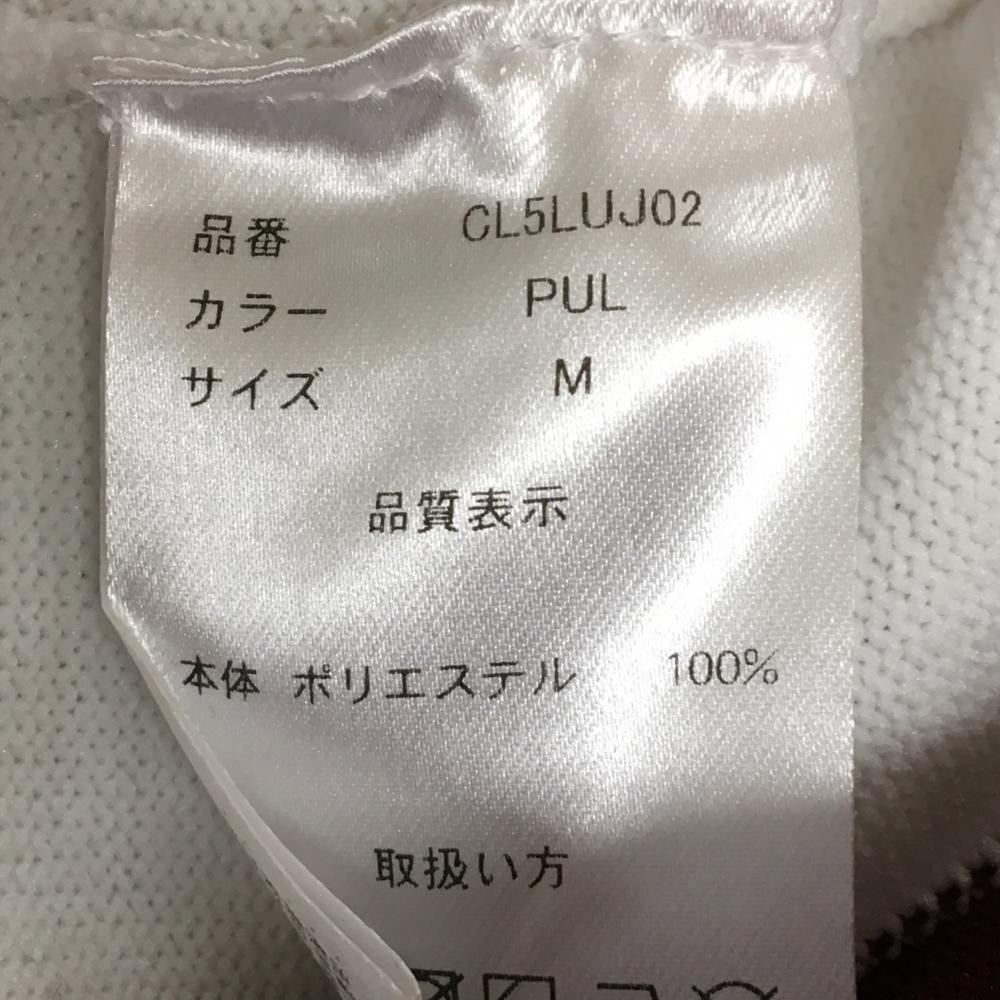 品番 CL5LUJ02
カラー PUL
サイズ M
品質表示
本体 ポリエステル 100%
取扱い方